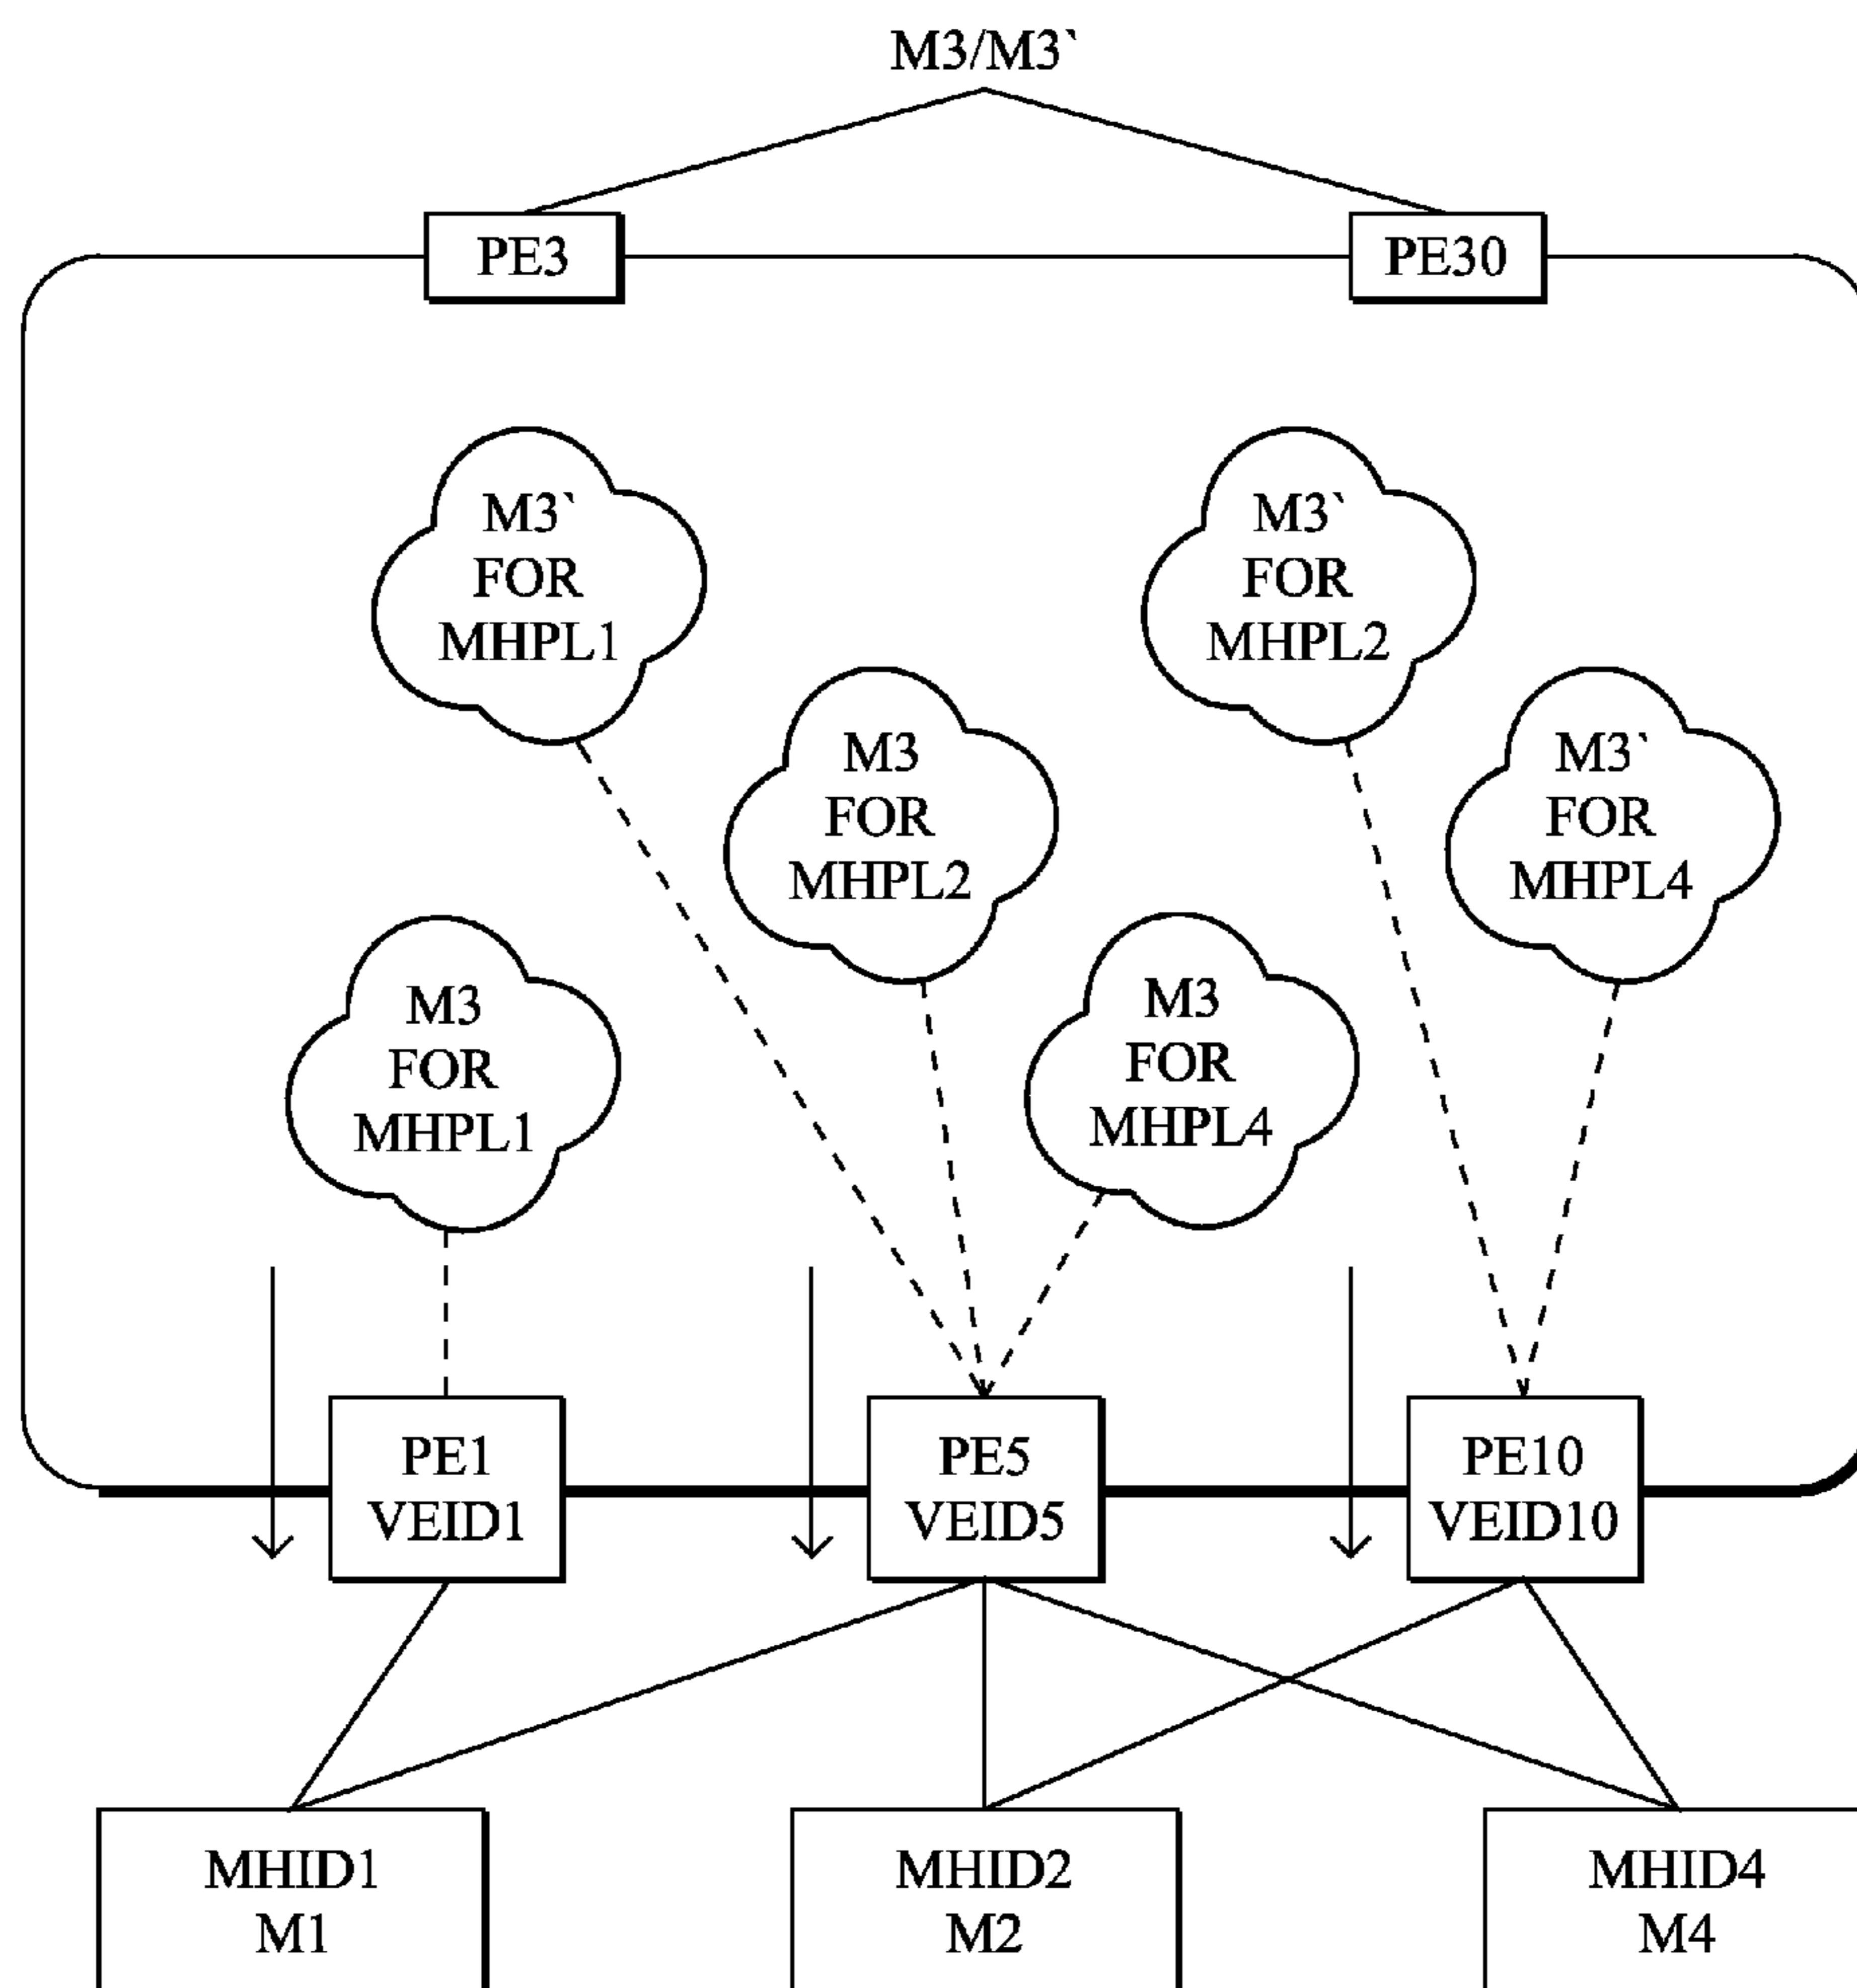 M3/M3`
PE3
PE30
M3`
FOR
MHPL1
M3`
FOR
MHPL2
M3
FOR
MHPL2
M3`
FOR
MHPL4
M3
FOR
MHPL1
M3
FOR
MHPL4
PE1
VEID1
PE5
VEID5
PE10
VEID10
MHID1
M1
MHID2
M2
MHID4
M4